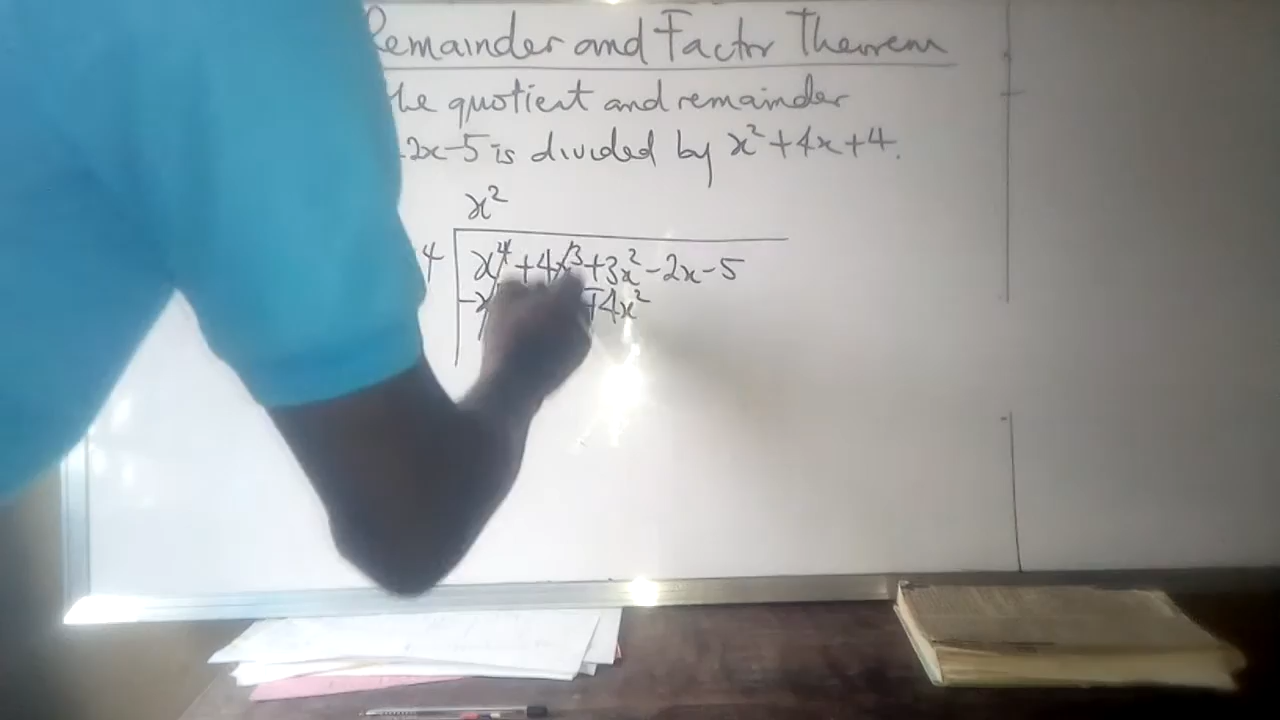 Remainder and Factor Theorem
the quotient and remainder
2x-5 is divided by x²+4x+4.
x²
4 x⁴+4x³+3x²-2x-5
-x +4x²